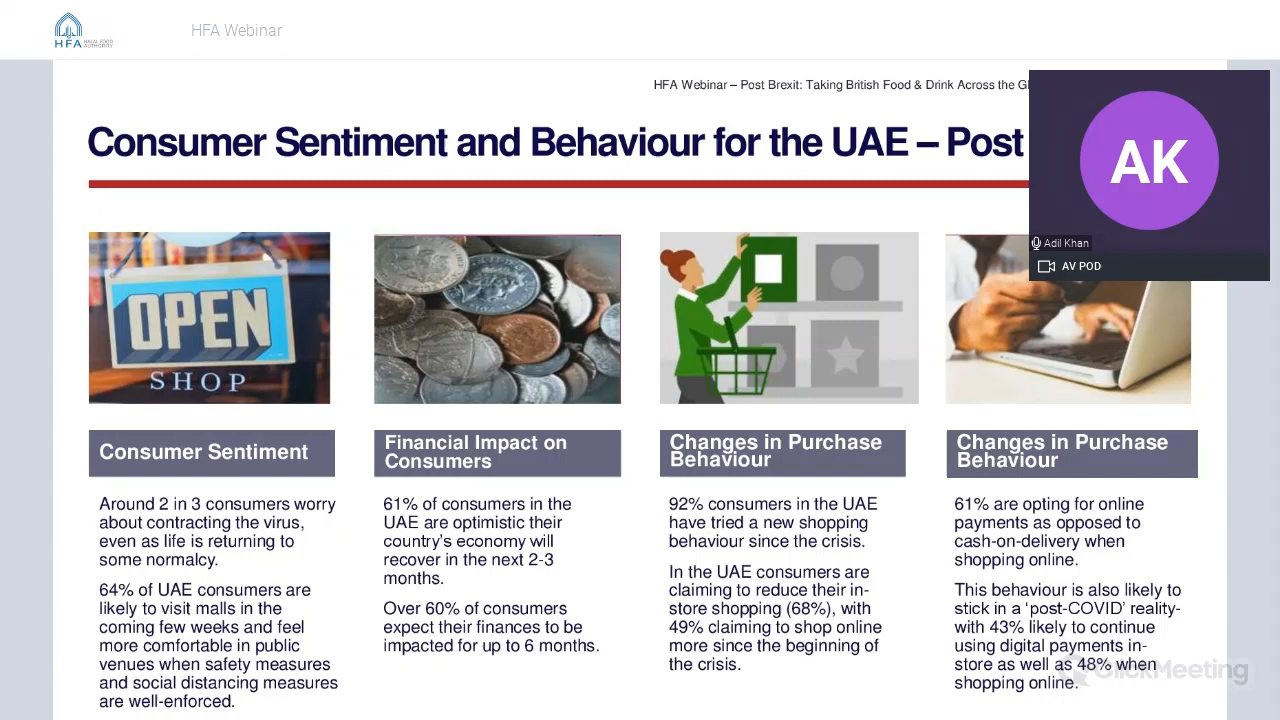 HFA HALAL FOOD AUTHORITY
HFA Webinar
HFA Webinar – Post Brexit: Taking British Food & Drink Across the
Consumer Sentiment and Behaviour for the UAE – Post
AK
Adil Khan
AV POD
OPEN
SHOP
Consumer Sentiment
Around 2 in 3 consumers worry
about contracting the virus,
even as life is returning to
some normalcy.
64% of UAE consumers are
likely to visit malls in the
coming few weeks and feel
more comfortable in public
venues when safety measures
and social distancing measures
are well-enforced.
Financial Impact on
Consumers
61% of consumers in the
UAE are optimistic their
country's economy will
recover in the next 2-3
months.
Over 60% of consumers
expect their finances to be
impacted for up to 6 months.
Changes in Purchase
Behaviour
92% consumers in the UAE
have tried a new shopping
behaviour since the crisis.
In the UAE consumers are
claiming to reduce their in-
store shopping (68%), with
49% claiming to shop online
more since the beginning of
the crisis.
Changes in Purchase
Behaviour
61% are opting for online
payments as opposed to
cash-on-delivery when
shopping online.
This behaviour is also likely to
stick in a 'post-COVID' reality-
with 43% likely to continue
using digital payments in-
store as well as 48% when
shopping online.
ClickMeeting